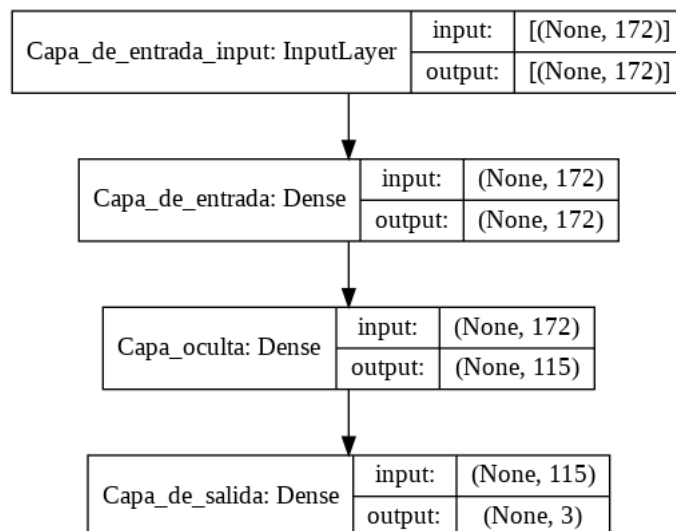 Capa_de_entrada_input: InputLayer
input: [(None, 172)]
output: [(None, 172)]
Capa_de_entrada: Dense
input: (None, 172)
output: (None, 172)
Capa_oculta: Dense
input: (None, 172)
output: (None, 115)
Capa_de_salida: Dense
input: (None, 115)
output: (None, 3)